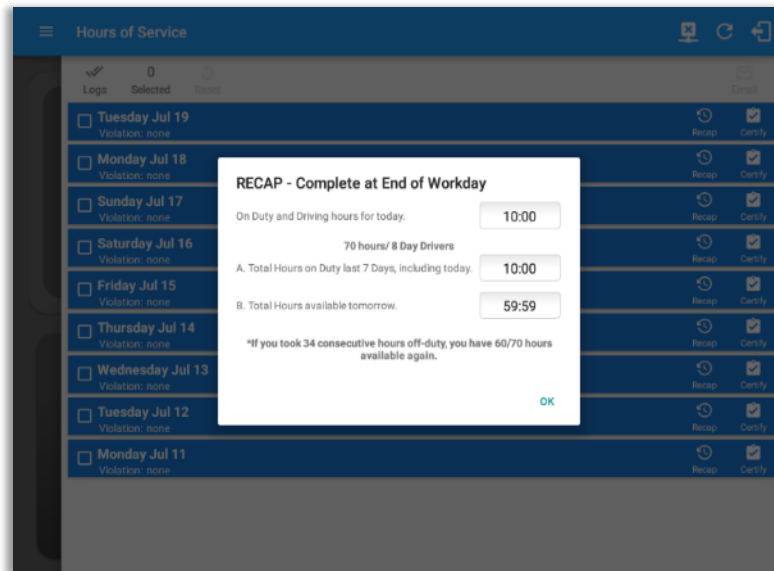 Hours of Service
Logs
0
Selected
Reset
Email
Tuesday Jul 19
Violation: none
Recap
Certify
Monday Jul 18
Violation: none
Recap
Certify
Sunday Jul 17
Violation: none
Recap
Certify
Saturday Jul 16
Violation: none
Recap
Certify
Friday Jul 15
Violation: none
Recap
Certify
Thursday Jul 14
Violation: none
Recap
Certify
Wednesday Jul 13
Violation: none
Recap
Certify
Tuesday Jul 12
Violation: none
Recap
Certify
Monday Jul 11
Violation: none
Recap
Certify
RECAP - Complete at End of Workday
On Duty and Driving hours for today. 10:00
70 hours/ 8 Day Drivers
A. Total Hours on Duty last 7 Days, including today. 10:00
B. Total Hours available tomorrow. 59:59
*If you took 34 consecutive hours off-duty, you have 60/70 hours
available again.
OK